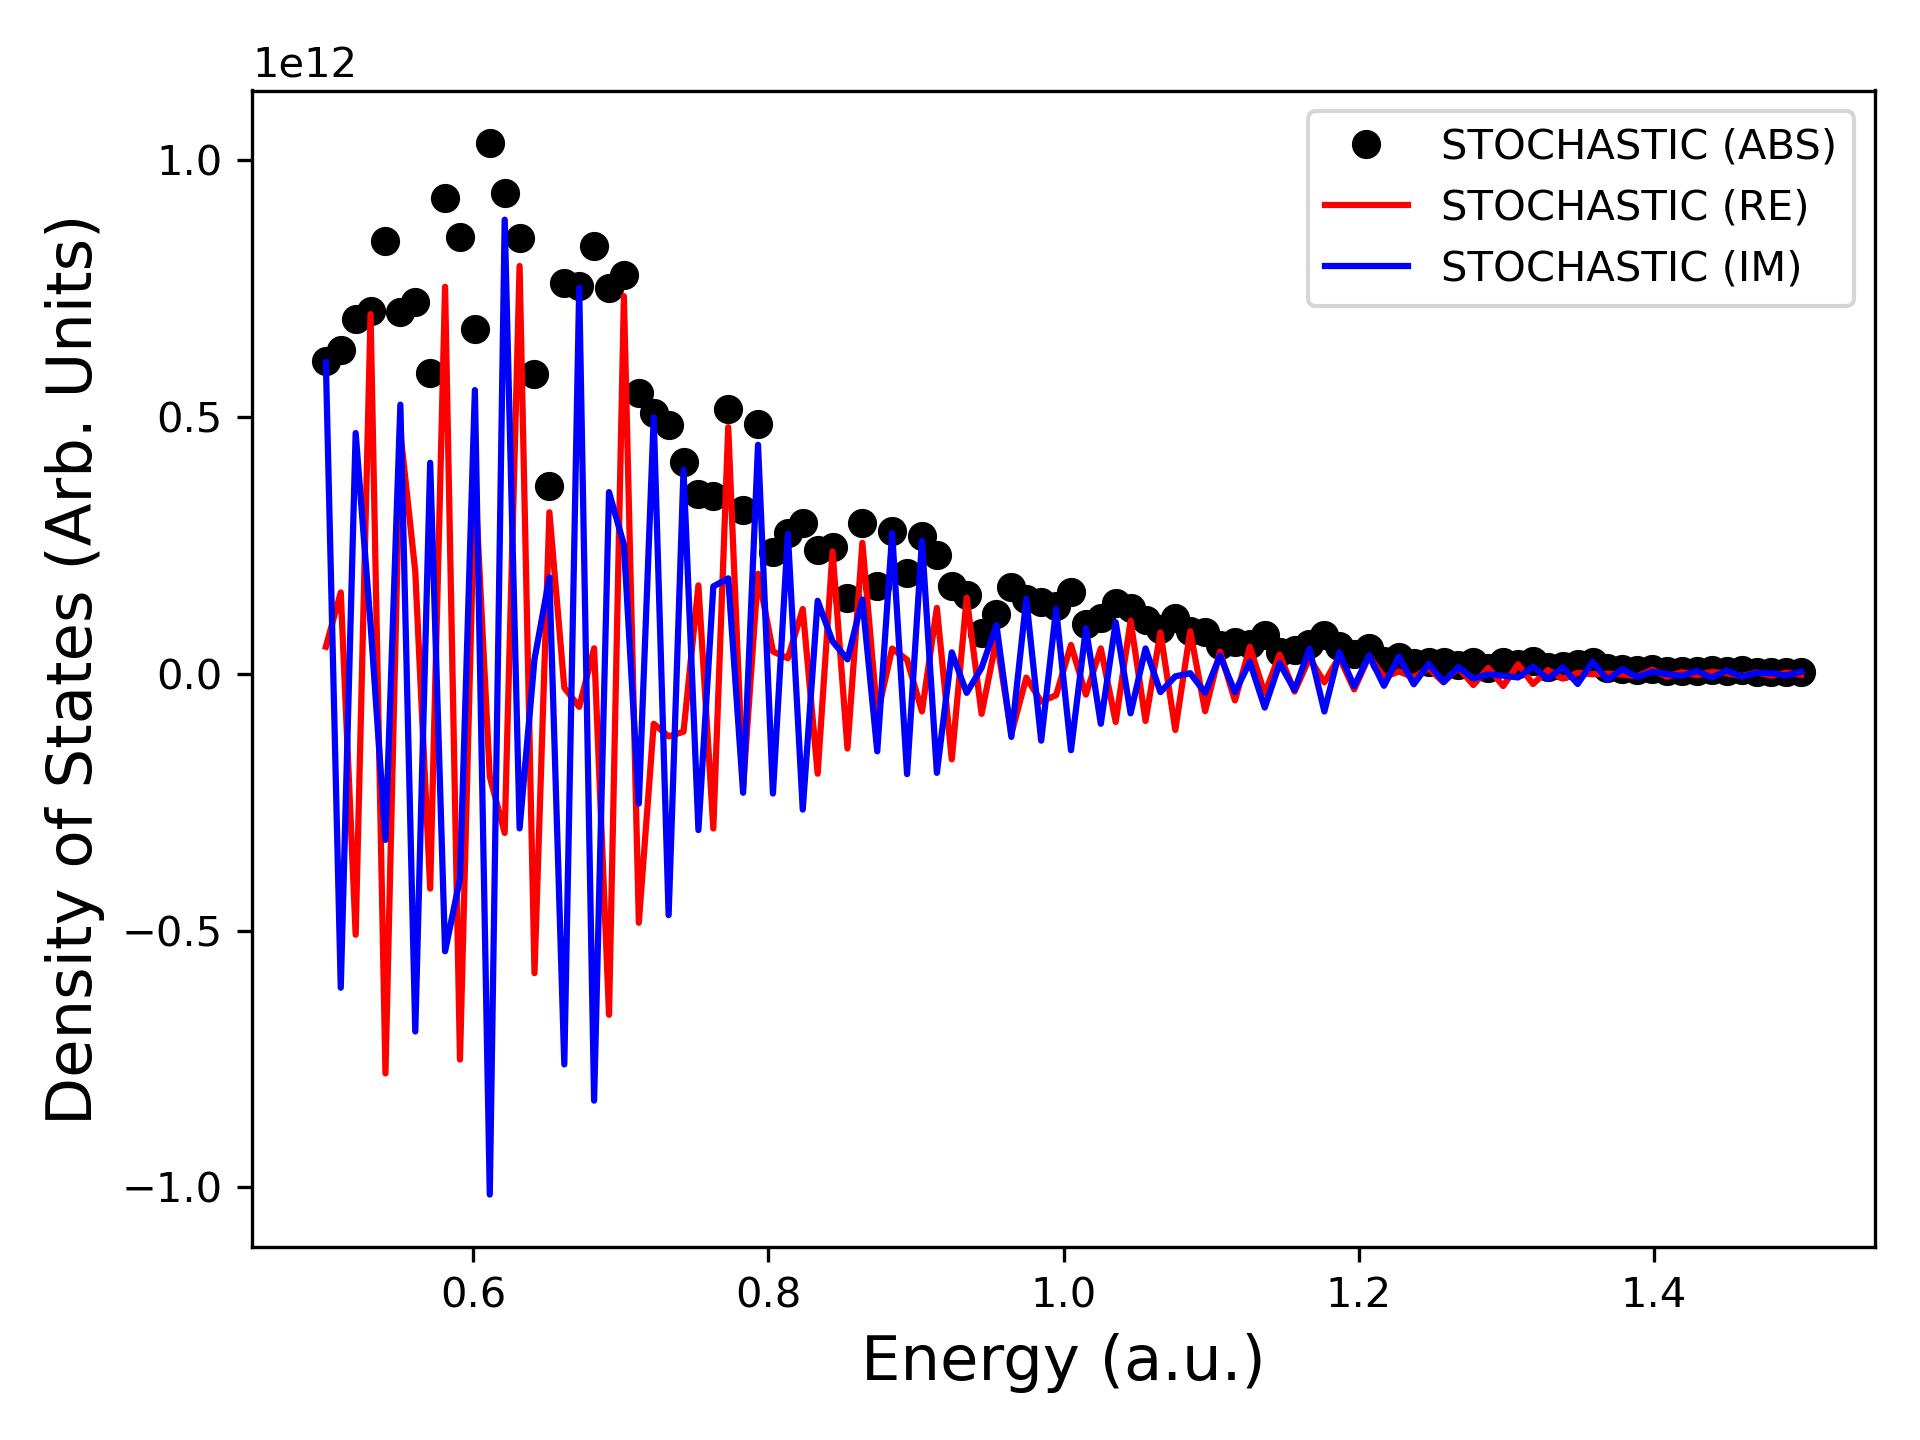 1e12
1.0
0.5
0.0
−0.5
−1.0
Density of States (Arb. Units)
STOCHASTIC (ABS)
STOCHASTIC (RE)
STOCHASTIC (IM)
0.6
0.8
1.0
1.2
1.4
Energy (a.u.)